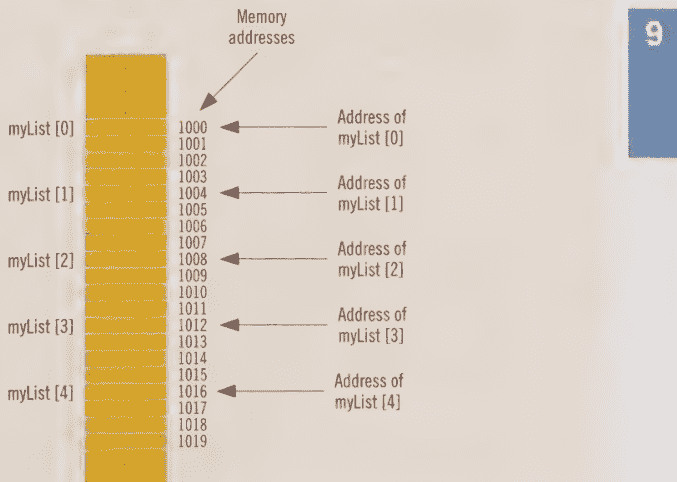 Memory
addresses
9
myList [0]
1000
Address of
myList [0]
1001
1002
1003
myList [1]
1004
Address of
myList [1]
1005
1006
1007
myList [2]
1008
Address of
myList [2]
1009
1010
1011
myList [3]
1012
Address of
myList [3]
1013
1014
1015
myList [4]
1016
Address of
myList [4]
1017
1018
1019